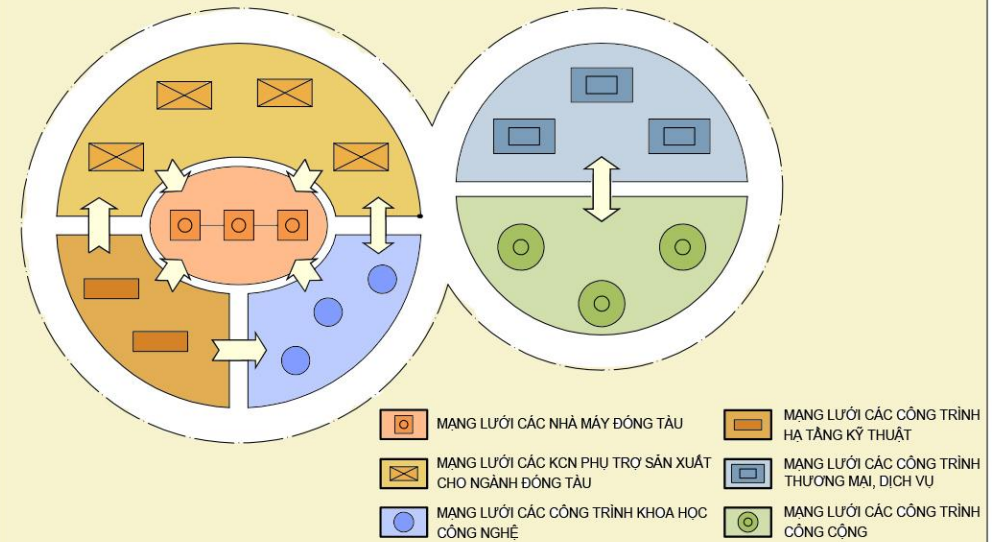 MẠNG LƯỚI CÁC NHÀ MÁY ĐÓNG TÀU
MẠNG LƯỚI CÁC KCN PHỤ TRỢ SẢN XUẤT
CHO NGÀNH ĐÓNG TÀU
MẠNG LƯỚI CÁC CÔNG TRÌNH KHOA HỌC
CÔNG NGHỆ
MẠNG LƯỚI CÁC CÔNG TRÌNH
HẠ TẦNG KỸ THUẬT
MẠNG LƯỚI CÁC CÔNG TRÌNH
THƯƠNG MẠI, DỊCH VỤ
MẠNG LƯỚI CÁC CÔNG TRÌNH
CÔNG CỘNG